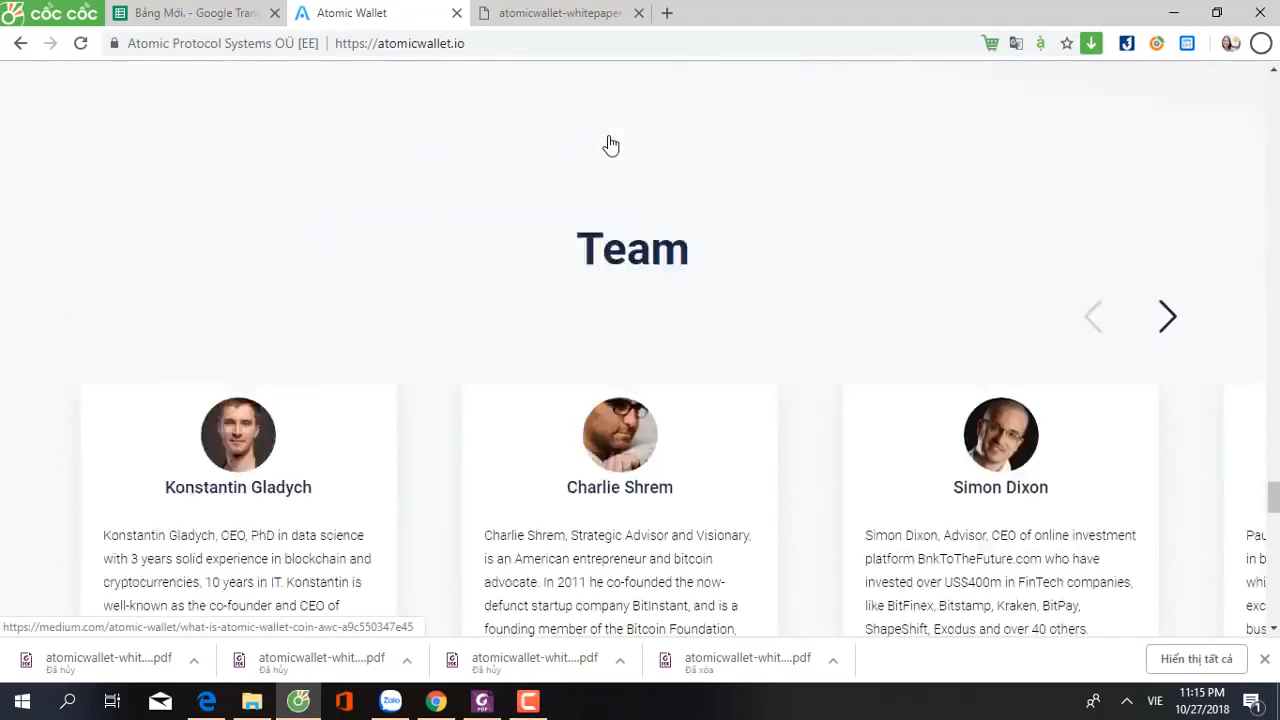 cốc cốc
Bảng Mới. - Google Trang
Atomic Wallet
atomicwallet-whitepaper
Atomic Protocol Systems OÜ [EE]
https://atomicwallet.io
Team
Konstantin Gladych
Konstantin Gladych, CEO, PhD in data science
with 3 years solid experience in blockchain and
cryptocurrencies, 10 years in IT. Konstantin is
well-known as the co-founder and CEO of
Charlie Shrem
Charlie Shrem, Strategic Advisor and Visionary,
is an American entrepreneur and bitcoin
advocate. In 2011 he co-founded the now-
defunct startup company BitInstant, and is a
founding member of the Bitcoin Foundation,
Simon Dixon
Simon Dixon, Advisor, CEO of online investment
platform BnkToTheFuture.com who have
invested over US$400m in FinTech companies,
like BitFinex, Bitstamp, Kraken, BitPay,
ShapeShift, Exodus and over 40 others.
Pau
in b
whi
exc
bus
https://medium.com/atomic-wallet/what-is-atomic-wallet-coin-awc-a9c550347e45
atomicwallet-whit....pdf
Đã hủy
atomicwallet-whit....pdf
Đã hủy
atomicwallet-whit....pdf
Đã hủy
atomicwallet-whit....pdf
Đã xóa
Hiển thị tất cả
Zalo
PDF
VIE
11:15 PM
10/27/2018
1